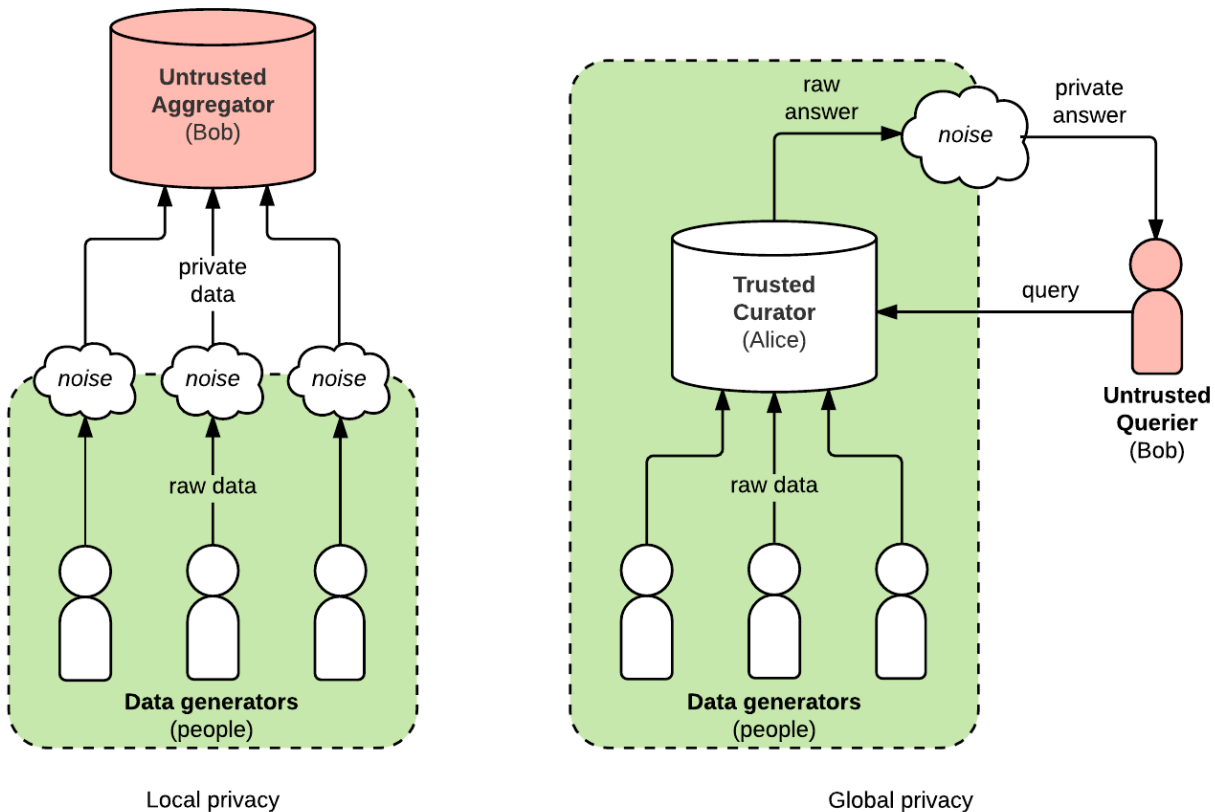 Untrusted
Aggregator
(Bob)
private
data
noise
noise
noise
raw data
Data generators
(people)
Local privacy
raw
answer
noise
private
answer
Trusted
Curator
(Alice)
query
Untrusted
Querier
(Bob)
raw data
Data generators
(people)
Global privacy